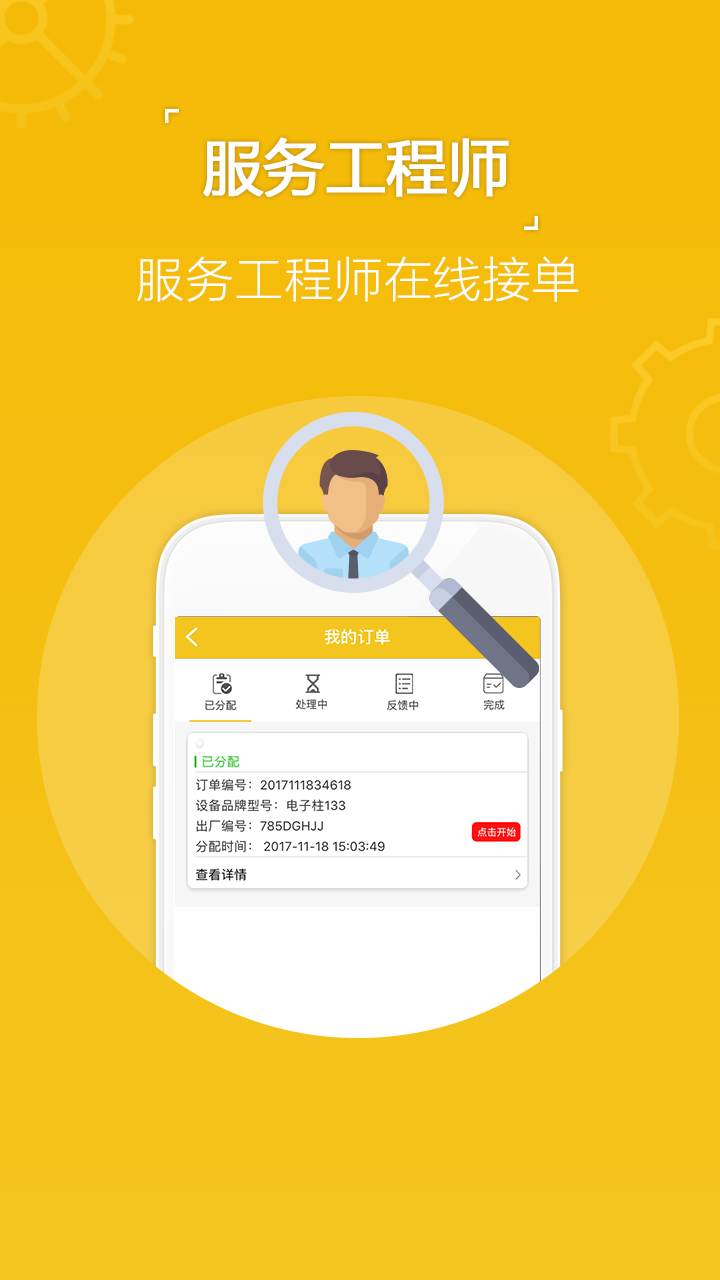 服务工程师
服务工程师在线接单
我的订单
已分配
处理中
反馈中
完成
已分配
订单编号：2017111834618
设备品牌型号：电子柱133
出厂编号：785DGHJJ
点击开始
分配时间： 2017-11-18 15:03:49
查看详情